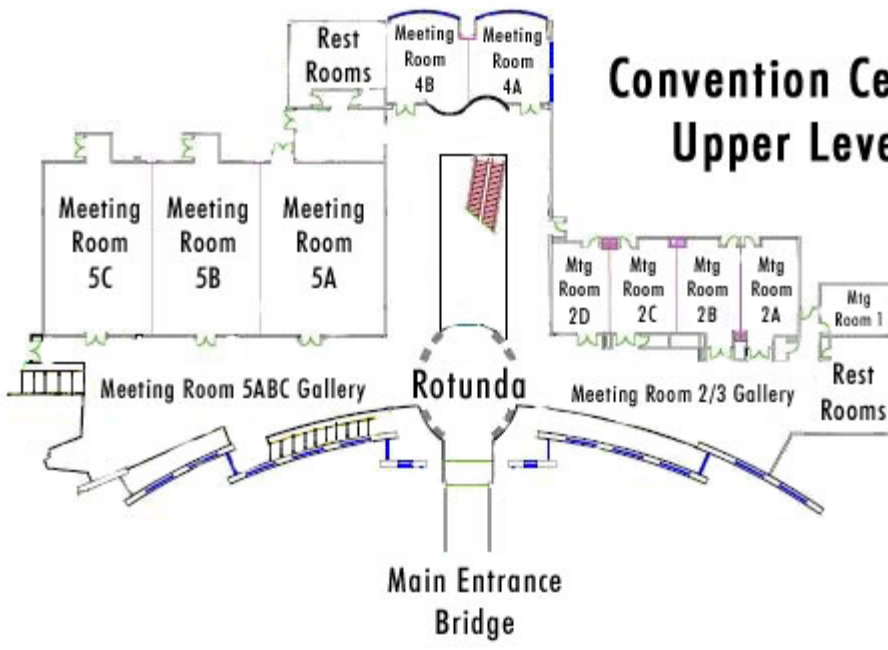 Rest
Rooms
Meeting
Room
4B
Meeting
Room
4A
Convention Ce
Upper Leve
Meeting
Room
5C
Meeting
Room
5B
Meeting
Room
5A
Mtg
Room
2D
Mtg
Room
2C
Mtg
Room
2B
Mtg
Room
2A
Mtg
Room 1
Meeting Room 5ABC Gallery
Rotunda
Meeting Room 2/3 Gallery
Rest
Rooms
Main Entrance
Bridge